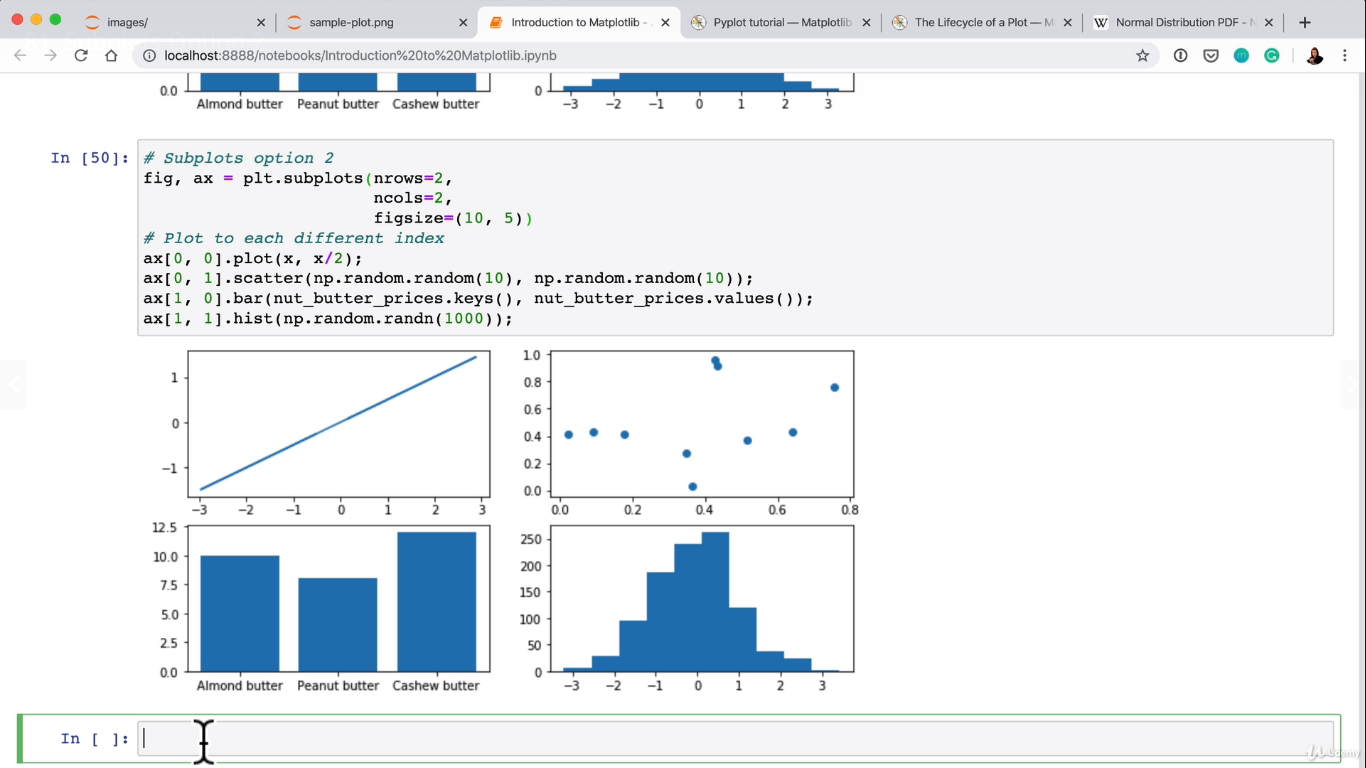 images/
sample-plot.png
Introduction to Matplotlib -
Pyplot tutorial — Matplotlib
The Lifecycle of a Plot — M
Normal Distribution PDF - N
localhost:8888/notebooks/Introduction%20to%20Matplotlib.ipynb
0.0
Almond butter Peanut butter Cashew butter
0
−3 −2 −1 0 1 2 3
In [50]:
# Subplots option 2
fig, ax = plt.subplots(nrows=2,
ncols=2,
figsize=(10, 5))
# Plot to each different index
ax[0, 0].plot(x, x/2);
ax[0, 1].scatter(np.random.random(10), np.random.random(10));
ax[1, 0].bar(nut_butter_prices.keys(), nut_butter_prices.values());
ax[1, 1].hist(np.random.randn(1000));
1
0
−1
−3 −2 −1 0 1 2 3
1.0
0.8
0.6
0.4
0.2
0.0
0.0 0.2 0.4 0.6 0.8
12.5
10.0
7.5
5.0
2.5
0.0
Almond butter Peanut butter Cashew butter
250
200
150
100
50
0
−3 −2 −1 0 1 2 3
In [ ]:
Udemy